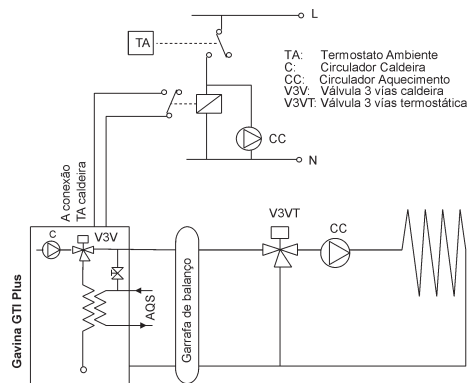 L
TA
TA: Termostato Ambiente
C: Circulador Caldeira
CC: Circulador Aquecimento
V3V: Válvula 3 vías caldeira
V3VT: Válvula 3 vías termostática
CC
N
A conexão
TA caldeira
V3VT
C
V3V
CC
Gavina GTI Plus
AQS
Garrafa de balanço